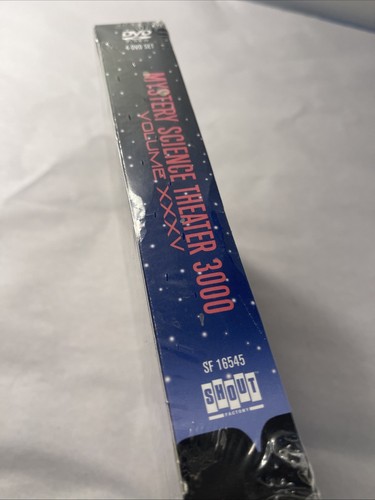 DVD
4-DVD SET
MYSTERY SCIENCE THEATER 3000
VOLUME XXXV
SF 16545
SHOUT
FACTORY